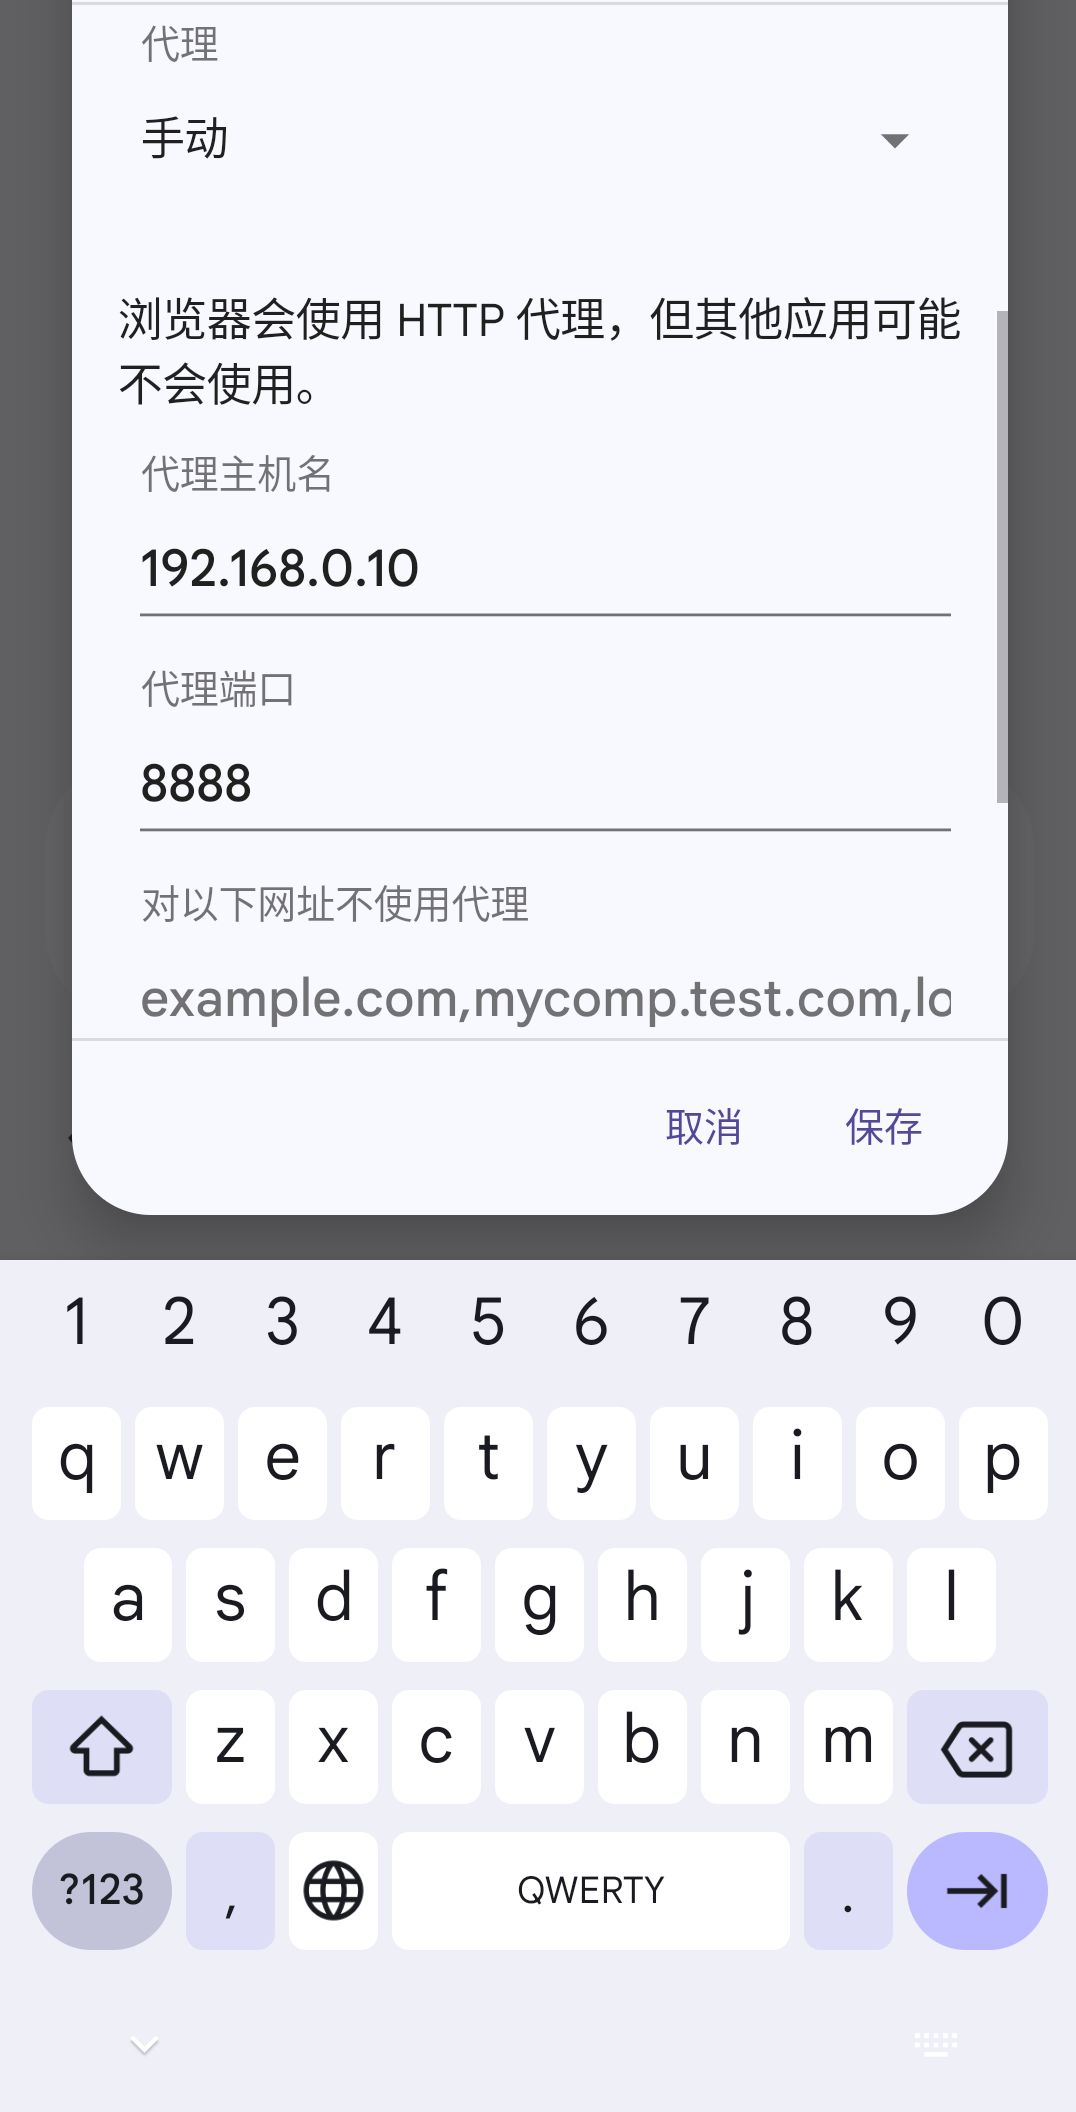 代理
手动
浏览器会使用 HTTP 代理，但其他应用可能
不会使用。
代理主机名
192.168.0.10
代理端口
8888
对以下网址不使用代理
example.com,mycomp.test.com,lo
取消 保存
1 2 3 4 5 6 7 8 9 0
q w e r t y u i o p
a s d f g h j k l
z x c v b n m
?123 , QWERTY .